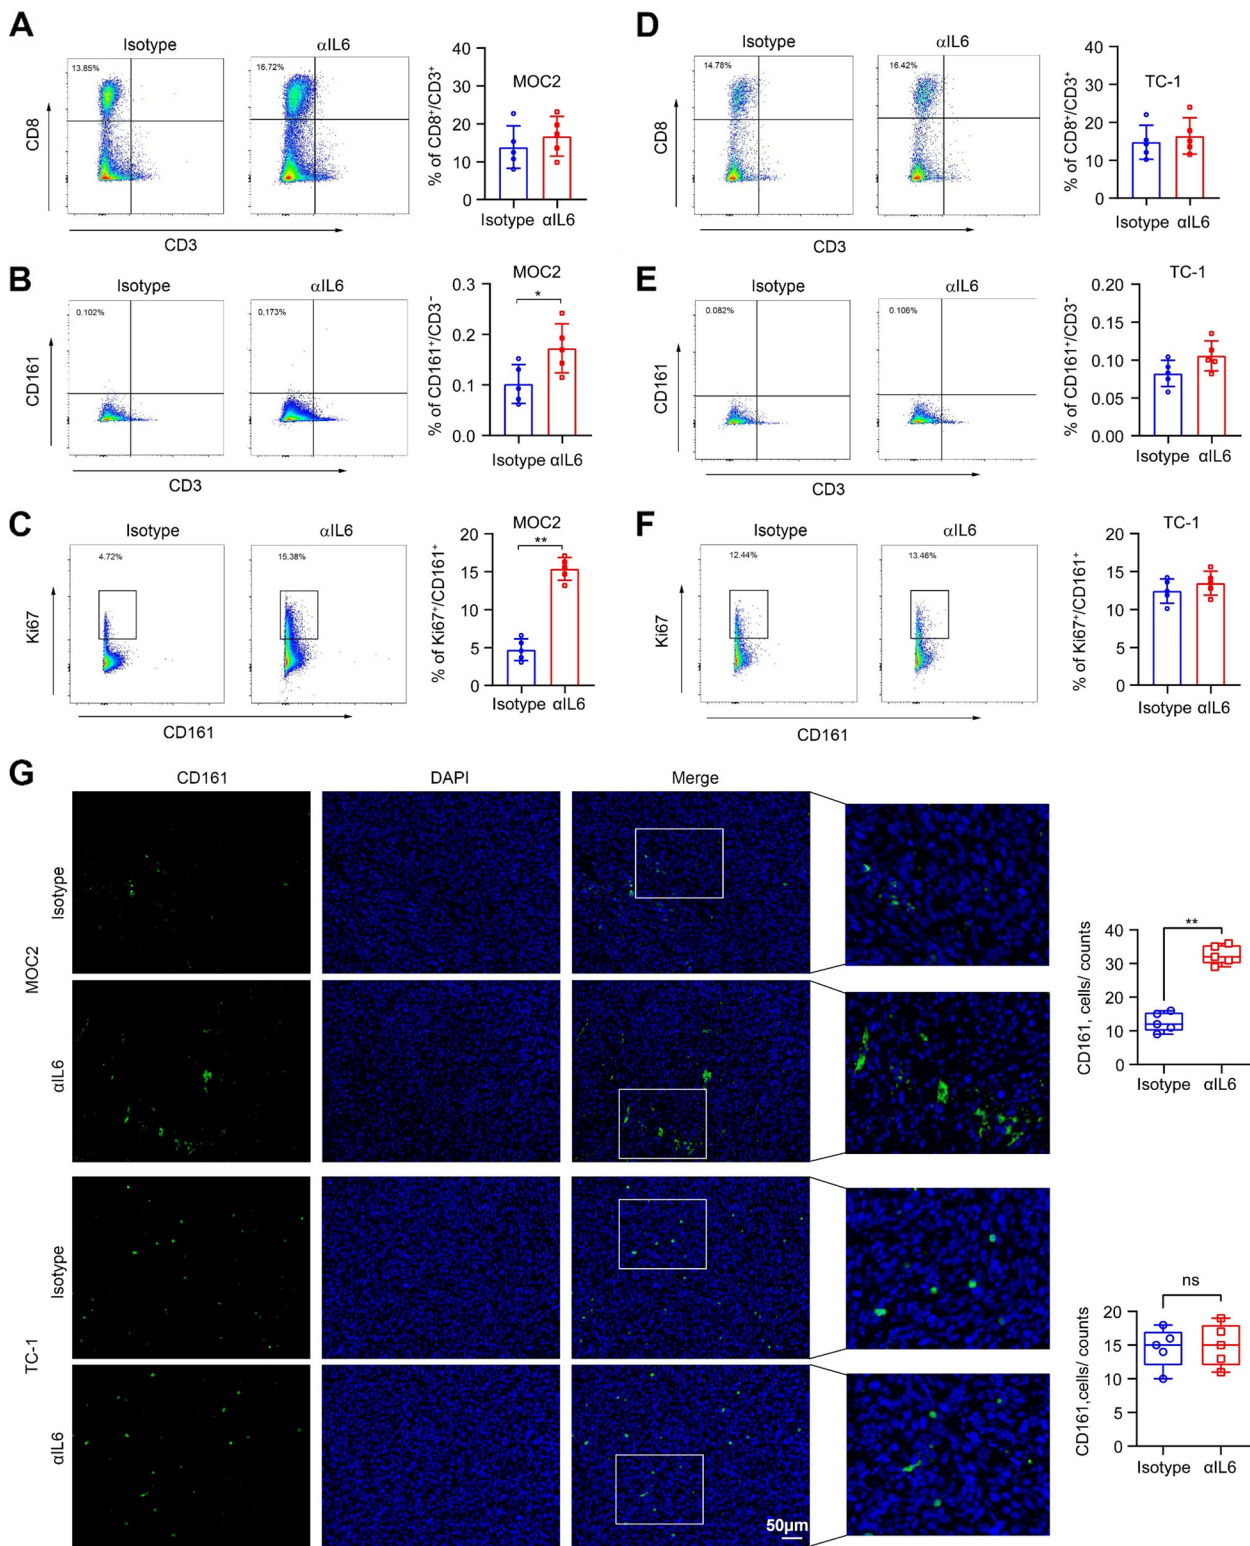 A
Isotype
αIL6
13.85%
16.72%
CD8
CD3
MOC2
% of CD8⁺/CD3⁺
40
30
20
10
0
Isotype αIL6
D
Isotype
αIL6
14.78%
16.42%
CD8
CD3
TC-1
% of CD8⁺/CD3⁺
40
30
20
10
0
Isotype αIL6
B
Isotype
αIL6
0.102%
0.173%
CD161
CD3
MOC2
*
% of CD161⁺/CD3⁻
0.3
0.2
0.1
0.0
Isotype αIL6
E
Isotype
αIL6
0.082%
0.106%
CD161
CD3
TC-1
% of CD161⁺/CD3⁻
0.20
0.15
0.10
0.05
0.00
Isotype αIL6
C
Isotype
αIL6
4.72%
15.38%
Ki67
CD161
MOC2
**
% of Ki67⁺/CD161⁺
20
15
10
5
0
Isotype αIL6
F
Isotype
αIL6
12.44%
13.46%
Ki67
CD161
TC-1
% of Ki67⁺/CD161⁺
20
15
10
5
0
Isotype αIL6
G
CD161
DAPI
Merge
MOC2
Isotype
αIL6
TC-1
Isotype
αIL6
50μm
**
CD161, cells/ counts
40
30
20
10
0
Isotype αIL6
ns
CD161,cells/ counts
20
15
10
5
0
Isotype αIL6